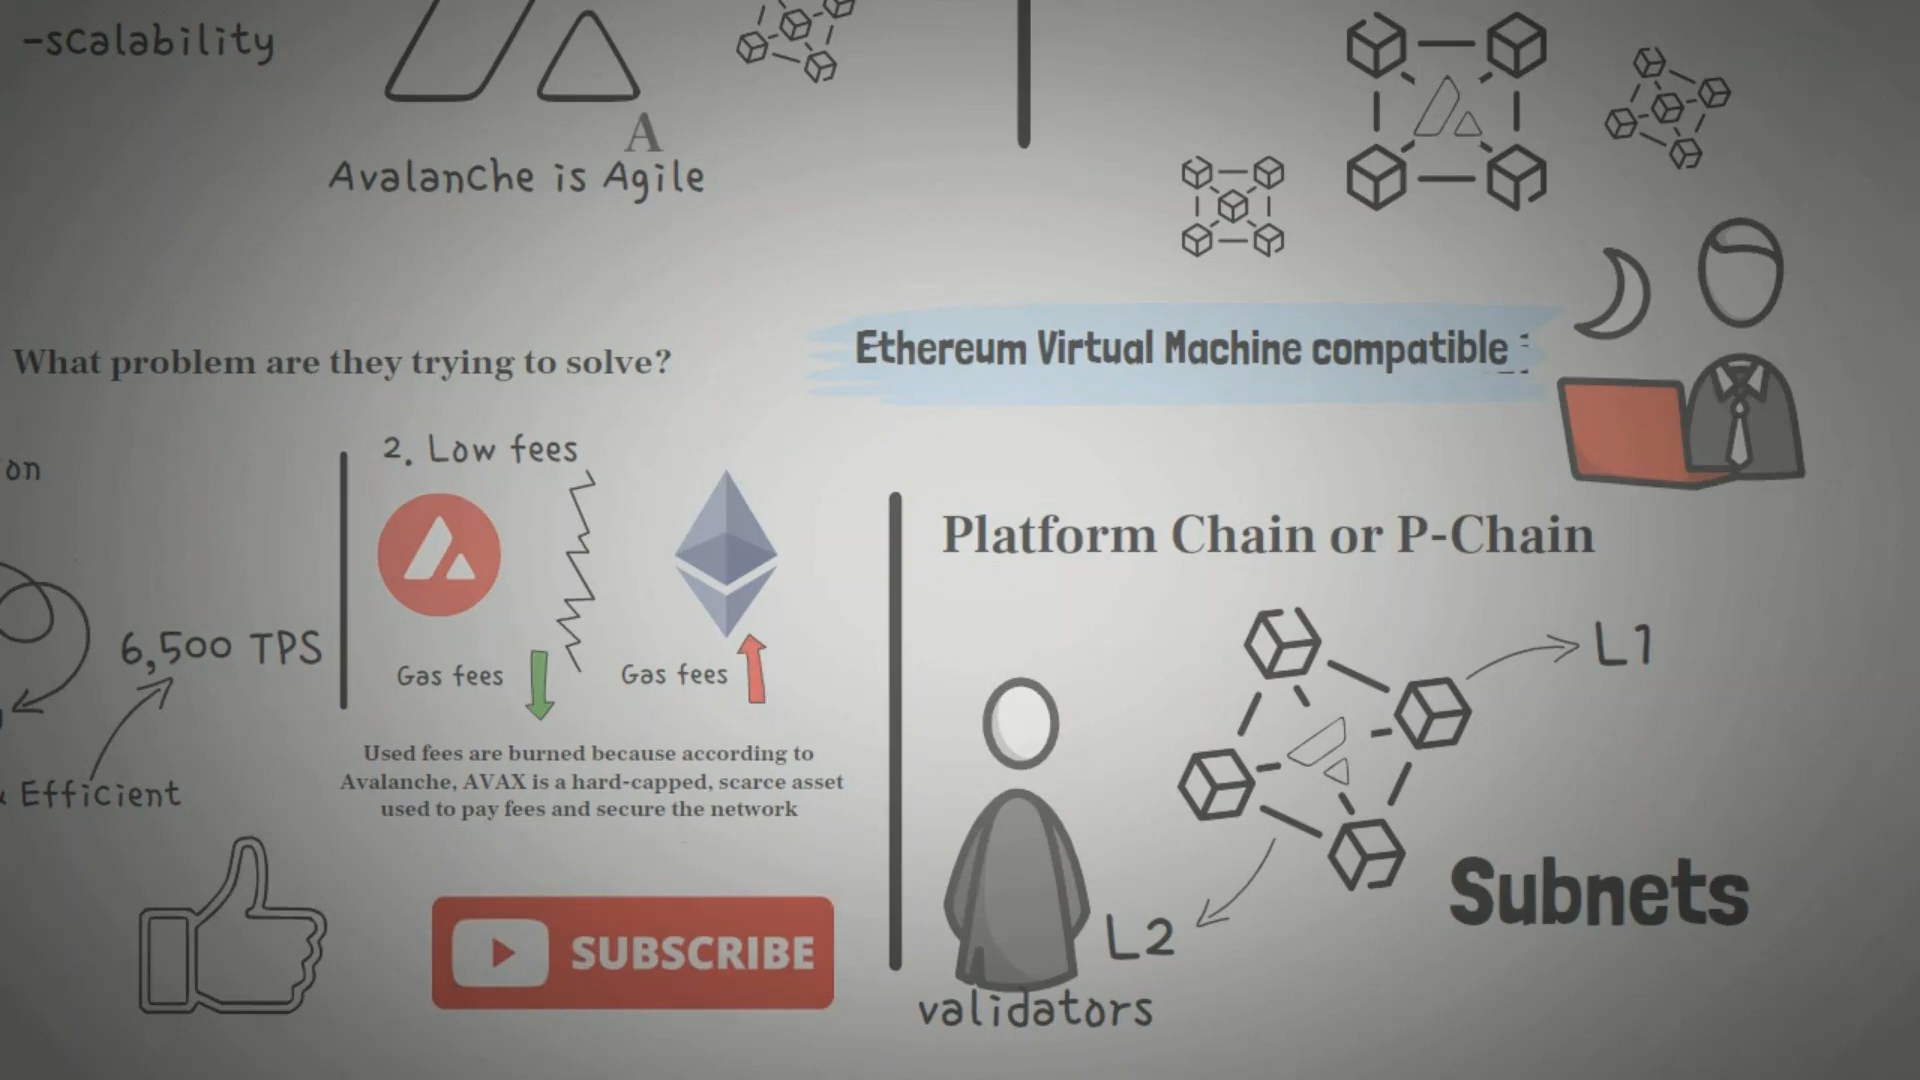 -scalability
A
Avalanche is Agile
What problem are they trying to solve?
Ethereum Virtual Machine compatible
on
2. Low fees
6,500 TPS
Gas fees
Gas fees
Used fees are burned because according to
Avalanche, AVAX is a hard-capped, scarce asset
used to pay fees and secure the network
& Efficient
SUBSCRIBE
Platform Chain or P-Chain
L1
L2
Subnets
validators